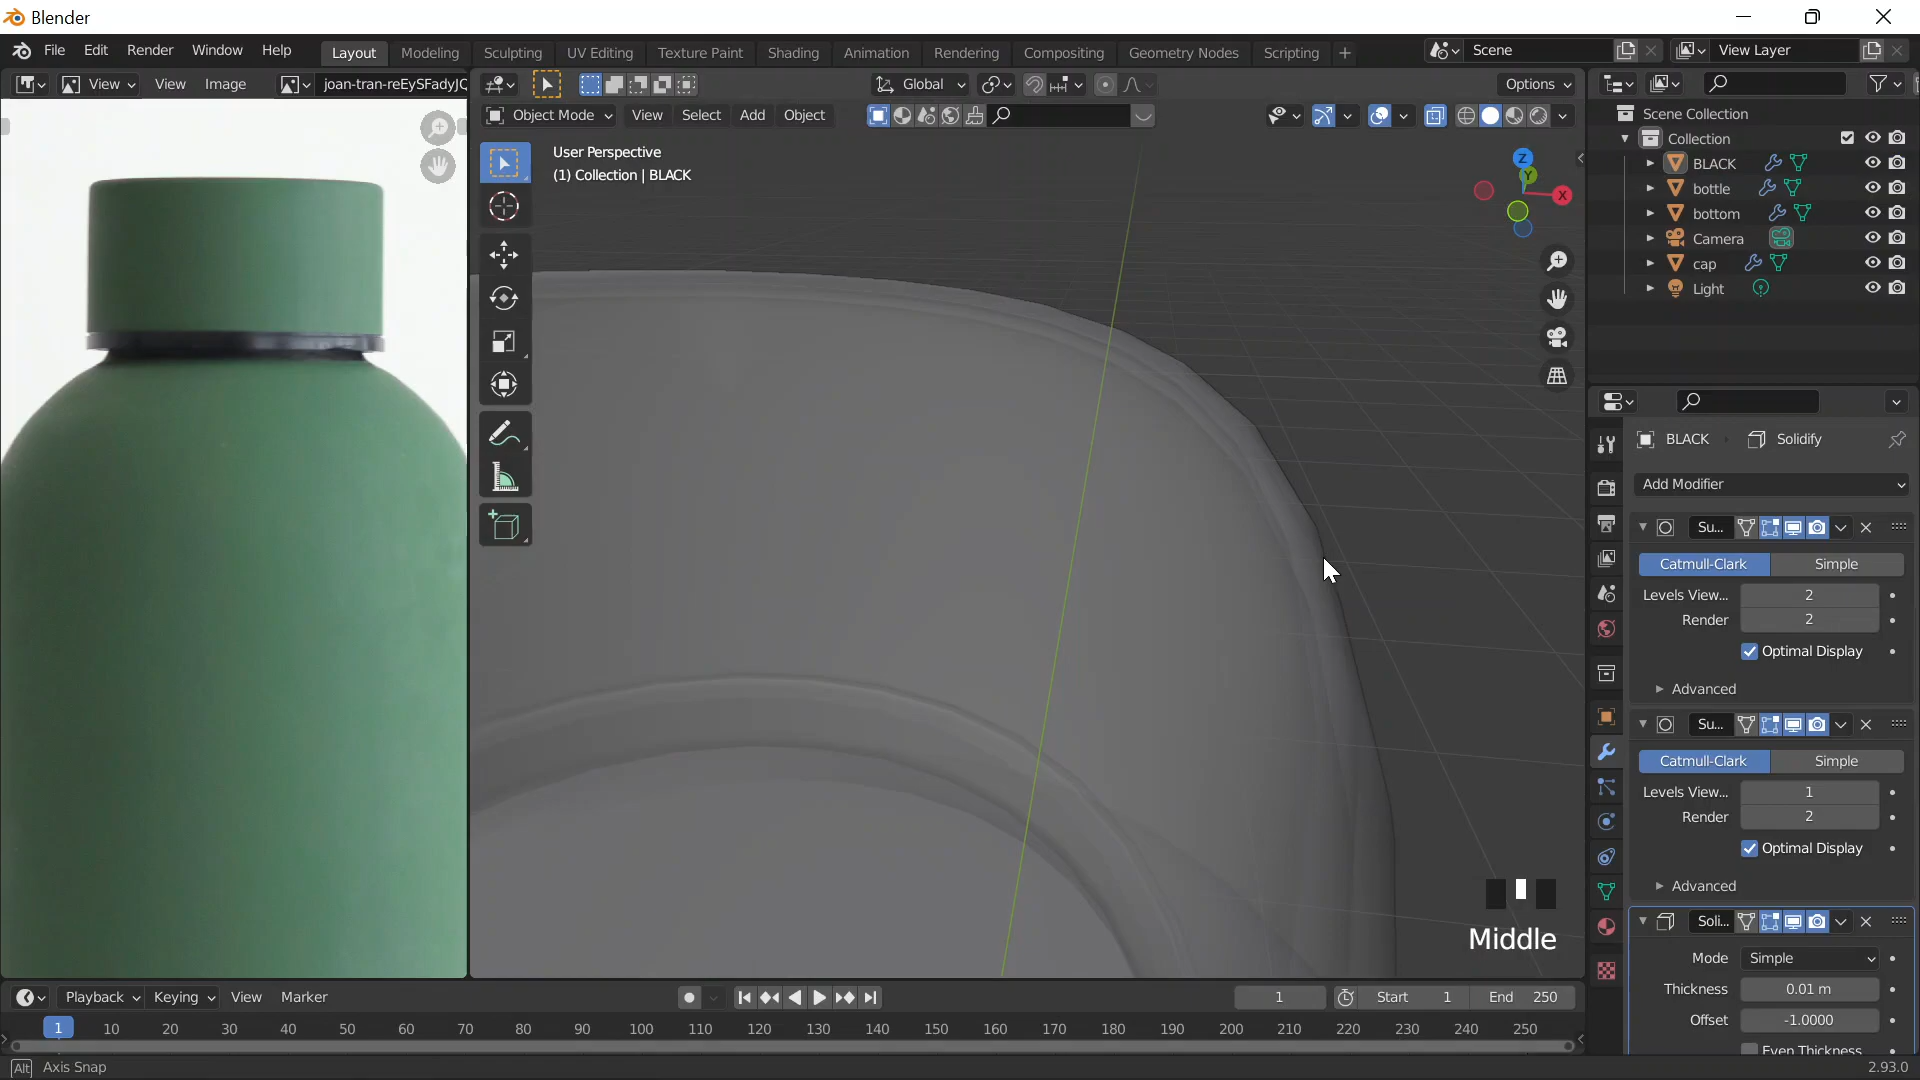 Blender
File Edit Render Window Help
Layout Modeling Sculpting UV Editing Texture Paint Shading Animation Rendering Compositing Geometry Nodes Scripting
Scene
View Layer
View View Image joan-tran-reEySFadyJQ
Global
Options
Object Mode View Select Add Object
User Perspective
(1) Collection | BLACK
Z
Y
X
Scene Collection
Collection
BLACK
bottle
bottom
Camera
cap
Light
BLACK Solidify
Add Modifier
Su...
Catmull-Clark Simple
Levels View... 2
Render 2
Optimal Display
Advanced
Su...
Catmull-Clark Simple
Levels View... 1
Render 2
Optimal Display
Advanced
Soli...
Mode Simple
Thickness 0.01 m
Offset -1.0000
Even Thickness
Middle
Playback Keying View Marker
1 Start 1 End 250
1 10 20 30 40 50 60 70 80 90 100 110 120 130 140 150 160 170 180 190 200 210 220 230 240 250
Alt Axis Snap
2.93.0